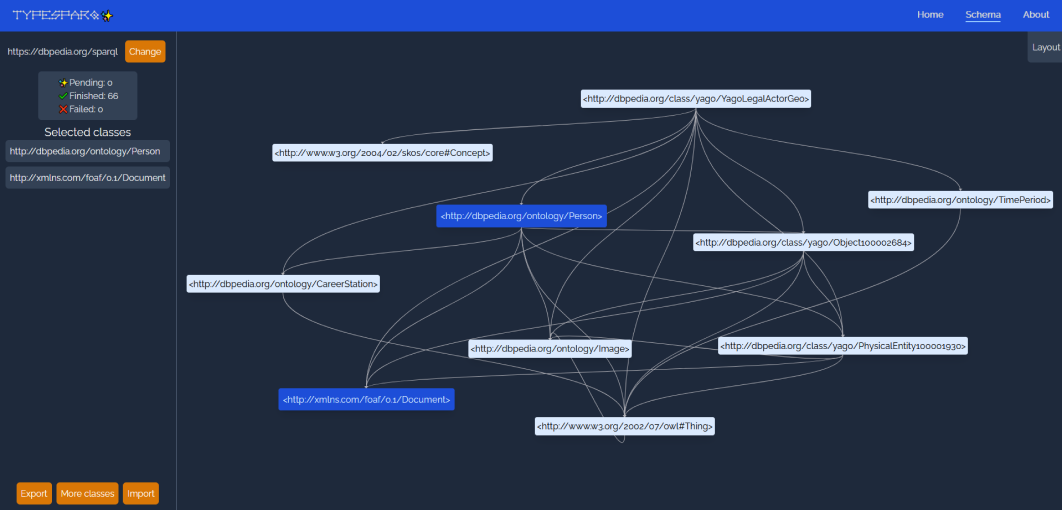 TYPESPARQ✨
Home
Schema
About
https://dbpedia.org/sparql
Change
Layout
✨ Pending: 0
✔ Finished: 66
❌ Failed: 0
Selected classes
http://dbpedia.org/ontology/Person
http://xmlns.com/foaf/0.1/Document
<http://dbpedia.org/class/yago/YagoLegalActorGeo>
<http://www.w3.org/2004/02/skos/core#Concept>
<http://dbpedia.org/ontology/TimePeriod>
<http://dbpedia.org/ontology/Person>
<http://dbpedia.org/class/yago/Object100002684>
<http://dbpedia.org/ontology/CareerStation>
<http://dbpedia.org/ontology/Image>
<http://dbpedia.org/class/yago/PhysicalEntity100001930>
<http://xmlns.com/foaf/0.1/Document>
<http://www.w3.org/2002/07/owl#Thing>
Export
More classes
Import